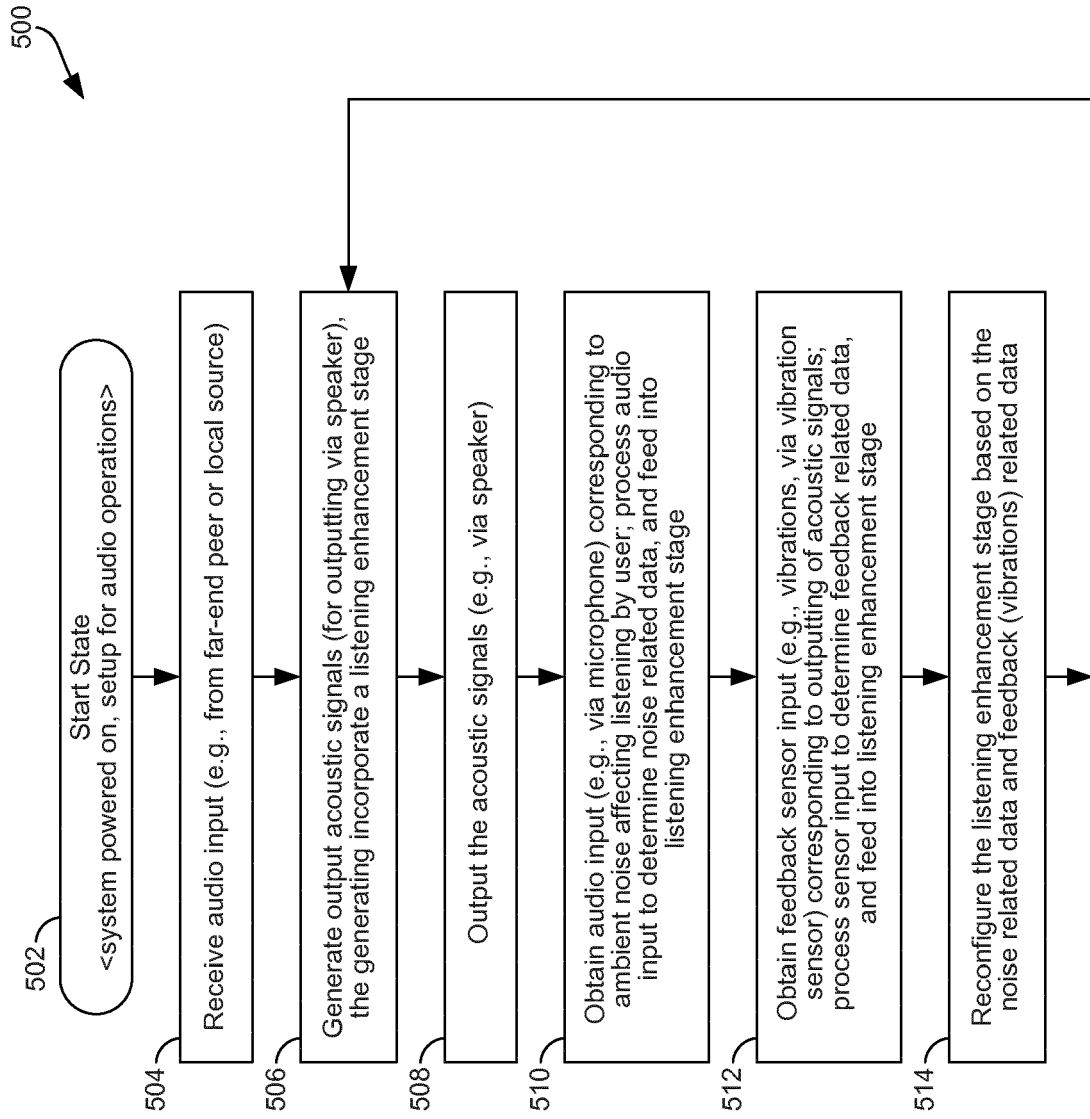 500
502
Start State
<system powered on, setup for audio operations>
504
Receive audio input (e.g., from far-end peer or local source)
506
Generate output acoustic signals (for outputting via speaker),
the generating incorporate a listening enhancement stage
508
Output the acoustic signals (e.g., via speaker)
510
Obtain audio input (e.g., via microphone) corresponding to
ambient noise affecting listening by user; process audio
input to determine noise related data, and feed into
listening enhancement stage
512
Obtain feedback sensor input (e.g., vibrations, via vibration
sensor) corresponding to outputting of acoustic signals;
process sensor input to determine feedback related data,
and feed into listening enhancement stage
514
Reconfigure the listening enhancement stage based on the
noise related data and feedback (vibrations) related data